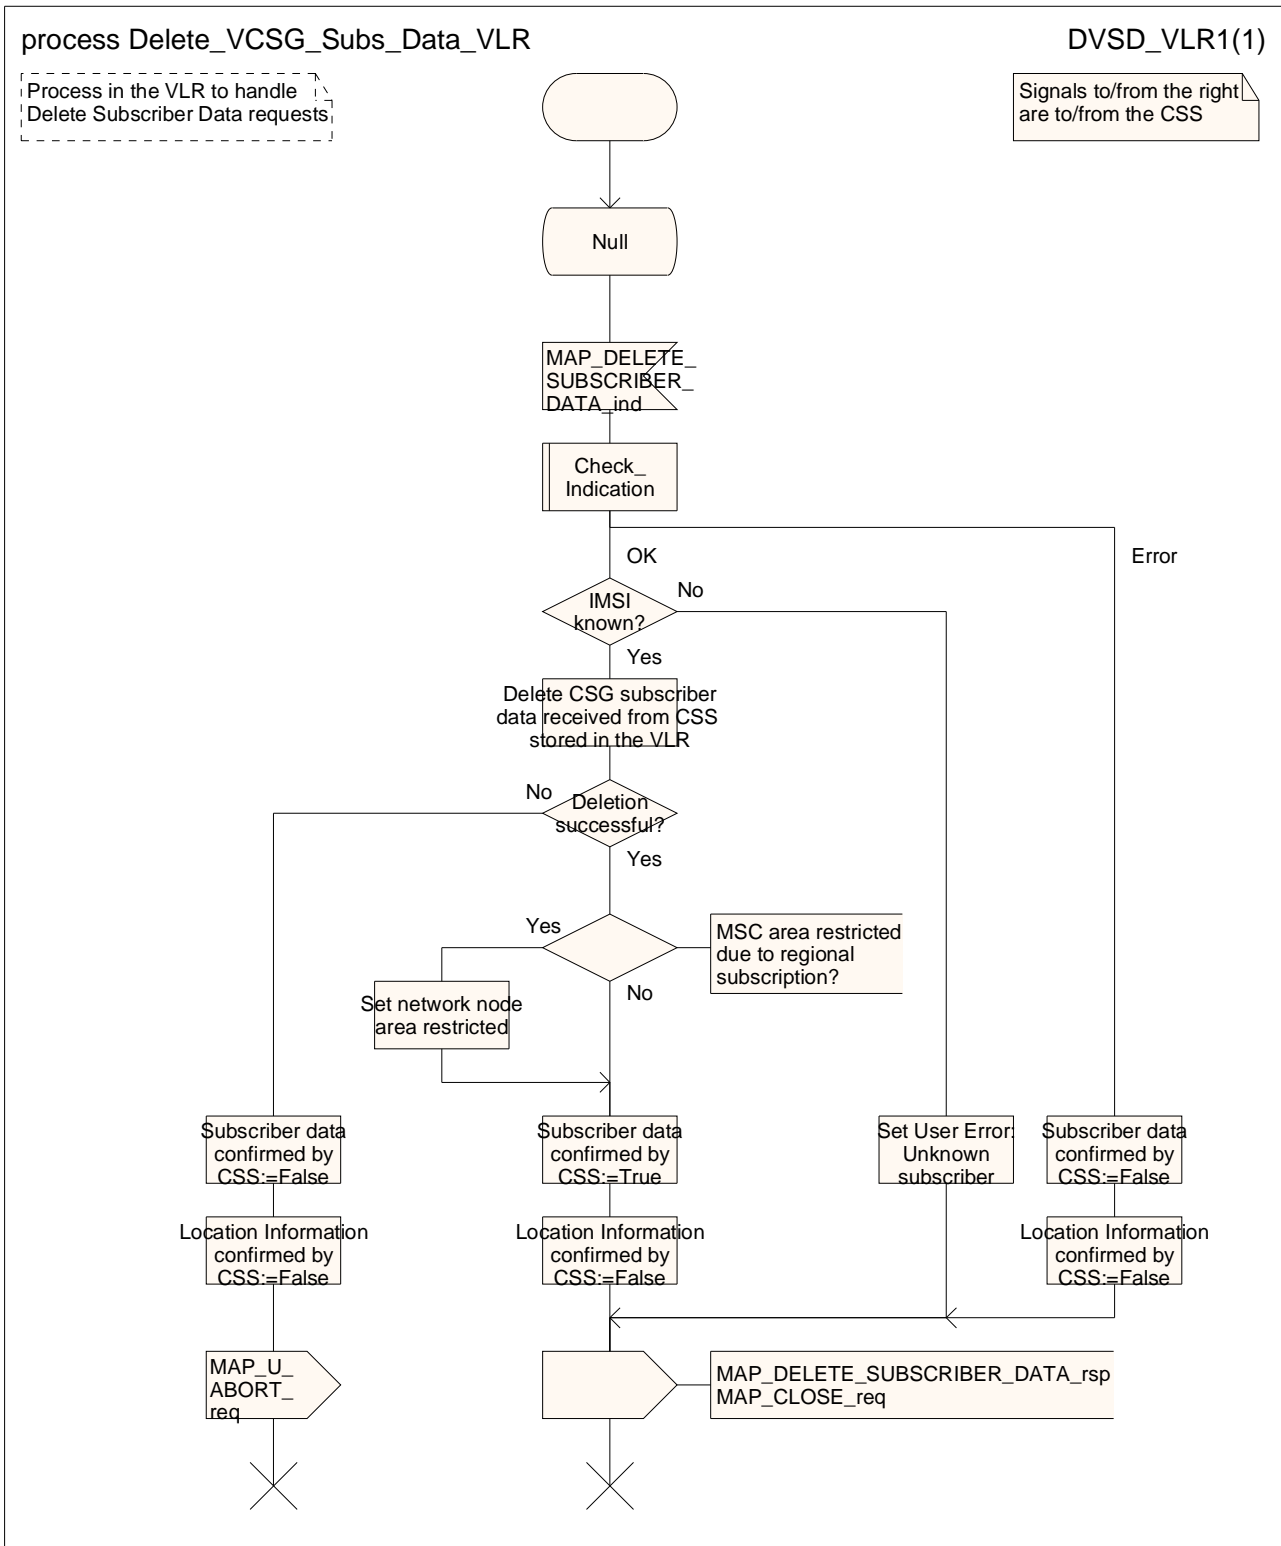 process Delete_VCSG_Subs_Data_VLR
DVSD_VLR1(1)
Process in the VLR to handle
Delete Subscriber Data requests
Signals to/from the right
are to/from the CSS
Null
MAP_DELETE_
SUBSCRIBER_
DATA_ind
Check_
Indication
OK
Error
IMSI
known?
No
Yes
Delete CSG subscriber
data received from CSS
stored in the VLR
No
Deletion
successful?
Yes
Yes
MSC area restricted
due to regional
subscription?
No
Set network node
area restricted
Subscriber data
confirmed by
CSS:=False
Subscriber data
confirmed by
CSS:=True
Set User Error:
Unknown
subscriber
Subscriber data
confirmed by
CSS:=False
Location Information
confirmed by
CSS:=False
Location Information
confirmed by
CSS:=False
Location Information
confirmed by
CSS:=False
MAP_U_
ABORT_
req
MAP_DELETE_SUBSCRIBER_DATA_rsp
MAP_CLOSE_req